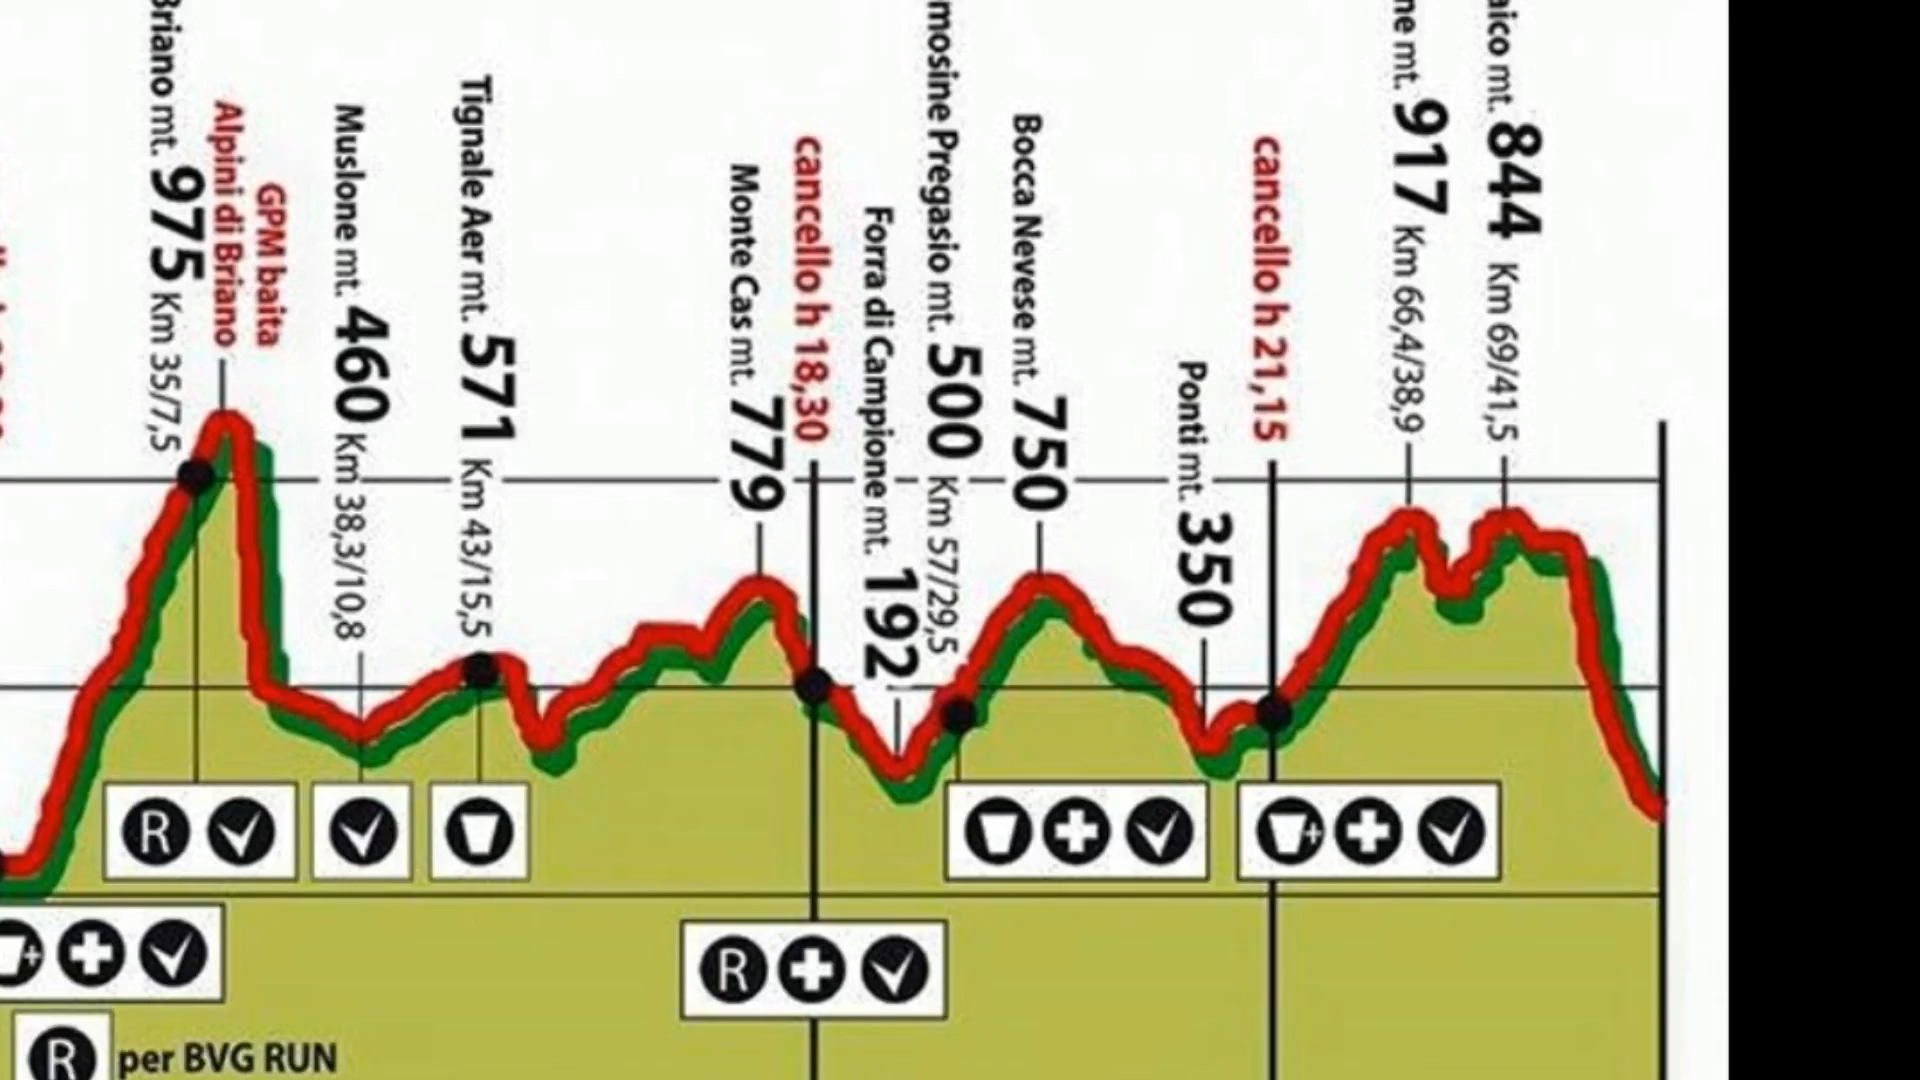 Briano mt. 975 Km 35/7,5
GPM baita
Alpini di Briano
Muslone mt. 460 Km 38,3/10,8
Tignale Aer mt. 571 Km 43/15,5
Monte Cas mt. 779
cancello h 18,30
Forra di Campione mt. 192
mosine Pregasio mt. 500 Km 57/29,5
Bocca Nevese mt. 750
Ponti mt. 350
cancello h 21,15
mt. 917 Km 66,4/38,9
mt. 844 Km 69/41,5
R
R
R per BVG RUN